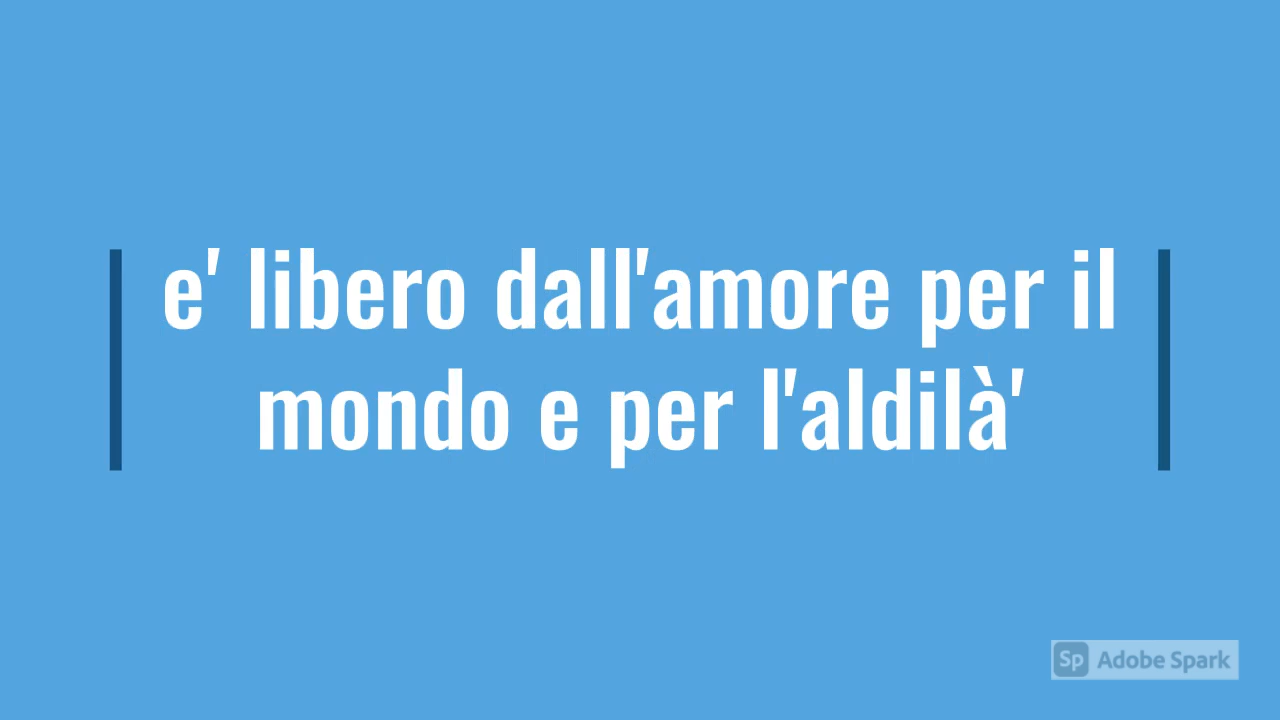 e' libero dall'amore per il
mondo e per l'aldilà'
Sp Adobe Spark